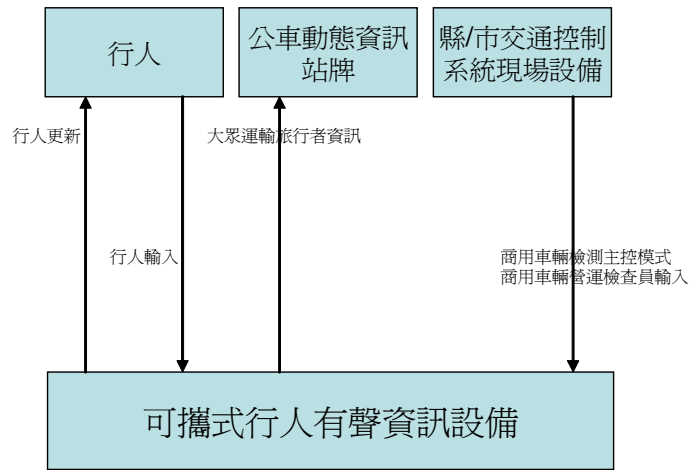 行人
公車動態資訊
站牌
縣/市交通控制
系統現場設備
行人更新
大眾運輸旅行者資訊
行人輸入
商用車輛檢測主控模式
商用車輛營運檢查員輸入
可攜式行人有聲資訊設備